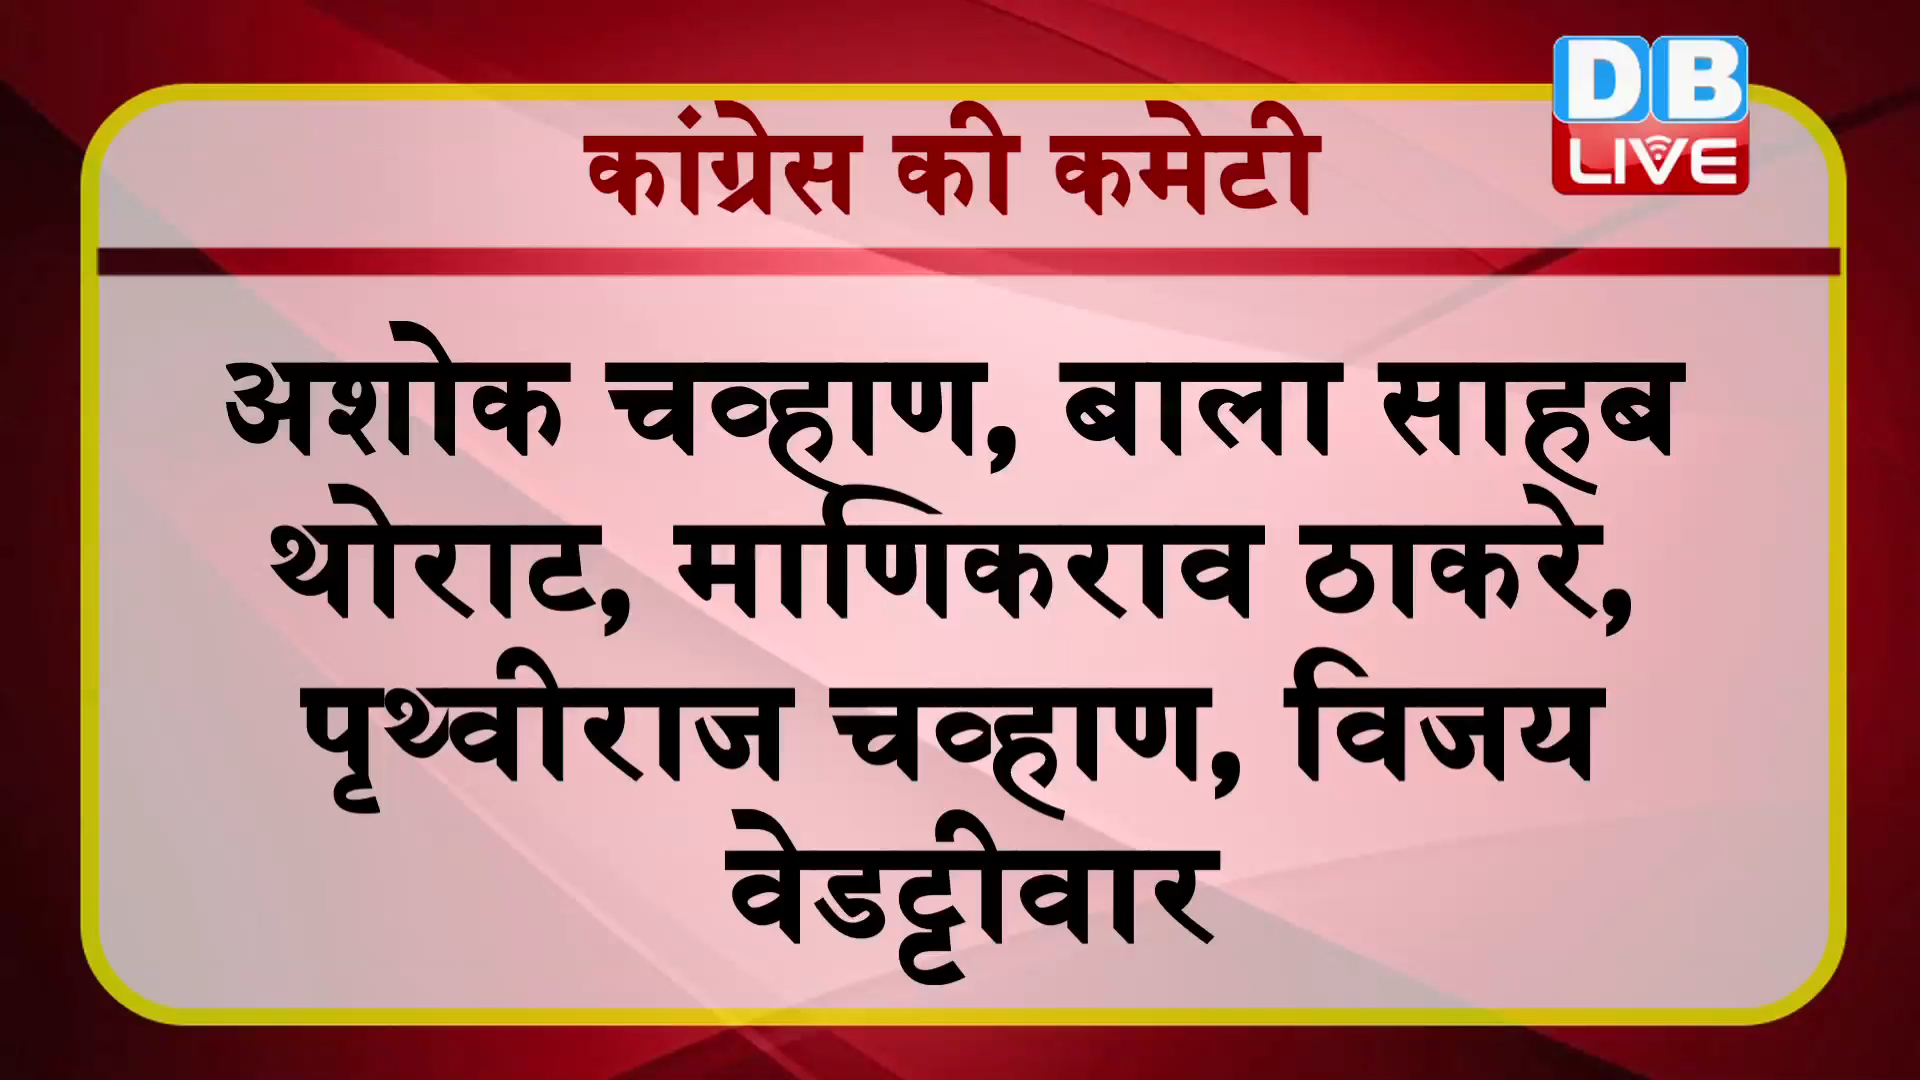 DB
LIVE
कांग्रेस की कमेटी
अशोक चव्हाण, बाला साहब
थोराट, माणिकराव ठाकरे,
पृथ्वीराज चव्हाण, विजय
वेडट्टीवार